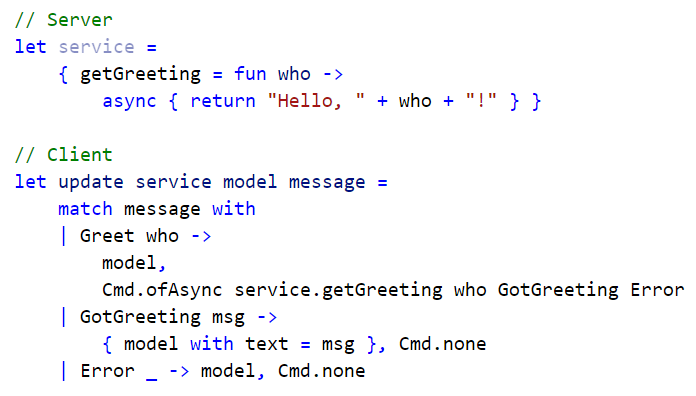 // Server
let service =
    { getGreeting = fun who ->
        async { return "Hello, " + who + "!" } }

// Client
let update service model message =
    match message with
    | Greet who ->
        model,
        Cmd.ofAsync service.getGreeting who GotGreeting Error
    | GotGreeting msg ->
        { model with text = msg }, Cmd.none
    | Error _ -> model, Cmd.none